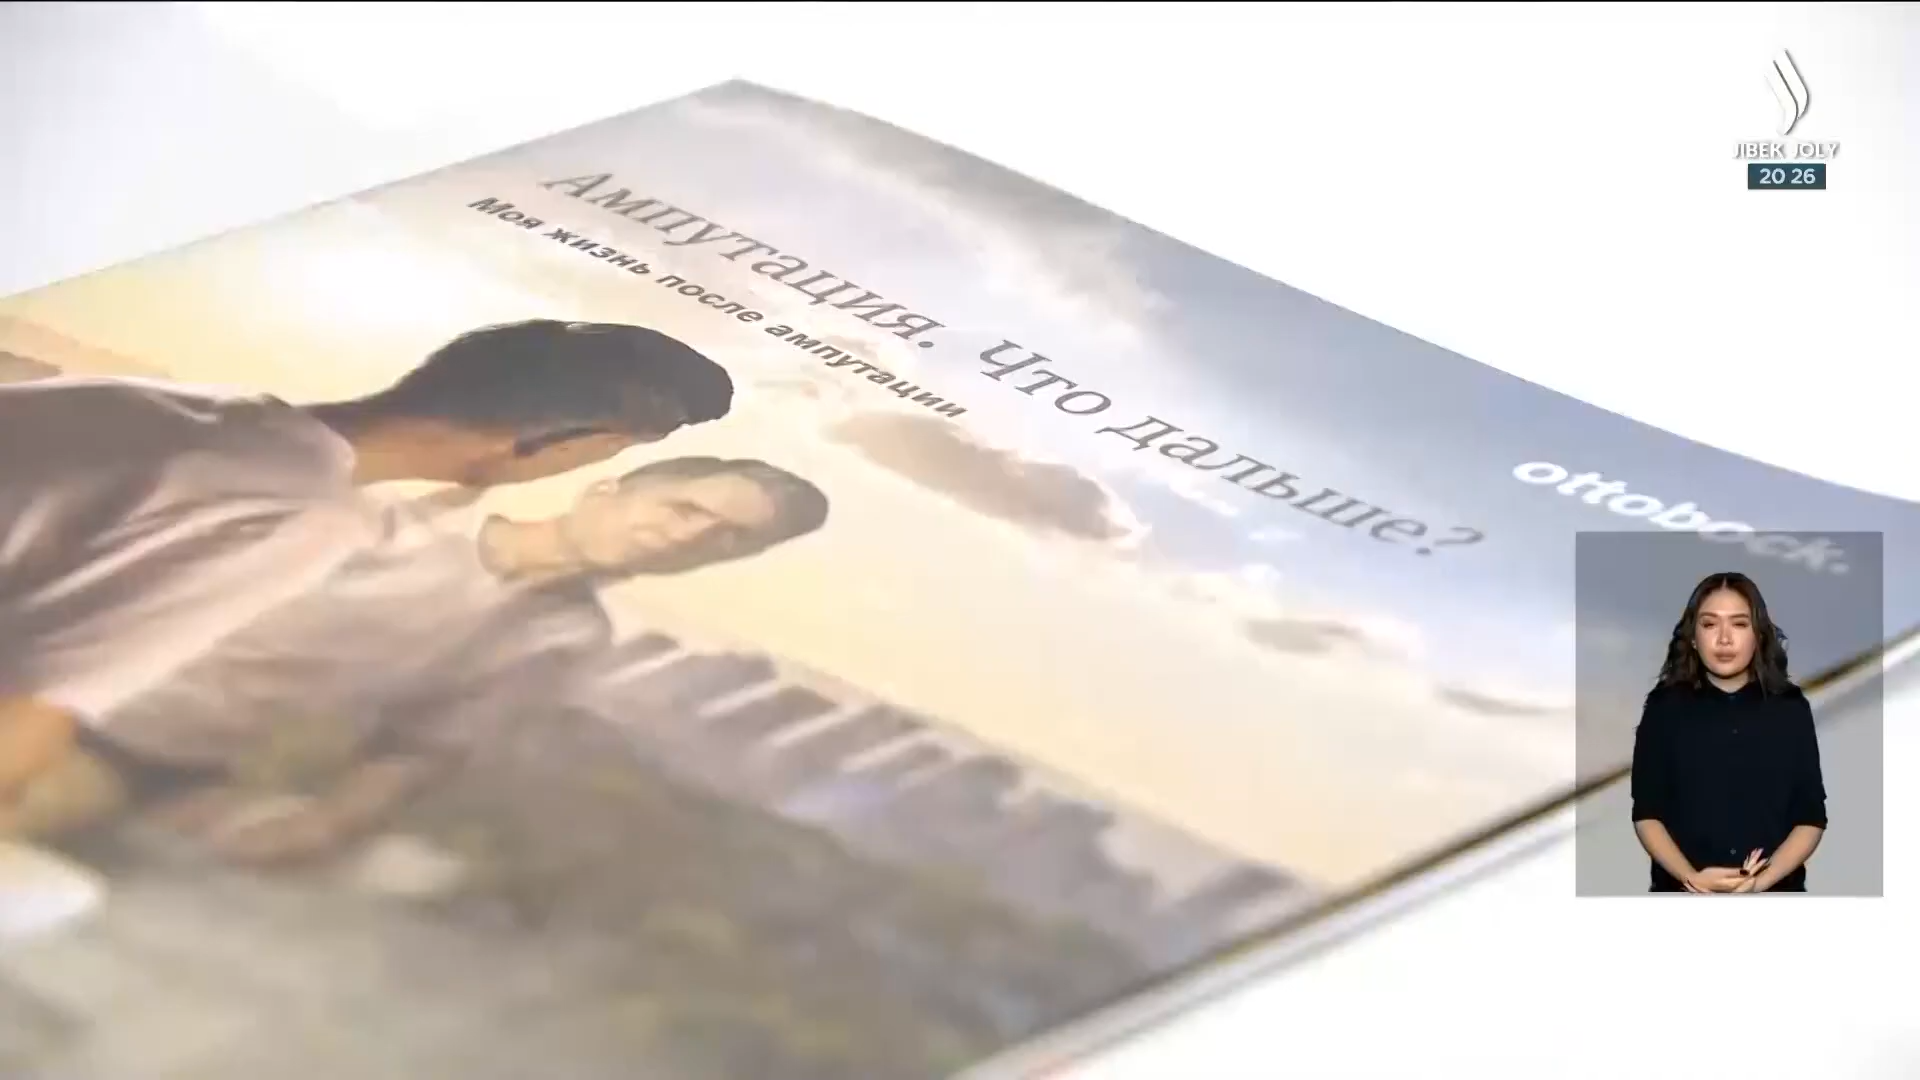 Ампутация. Что дальше?
Моя жизнь после ампутации
ottobock.
JIBEK JOLY
20 26